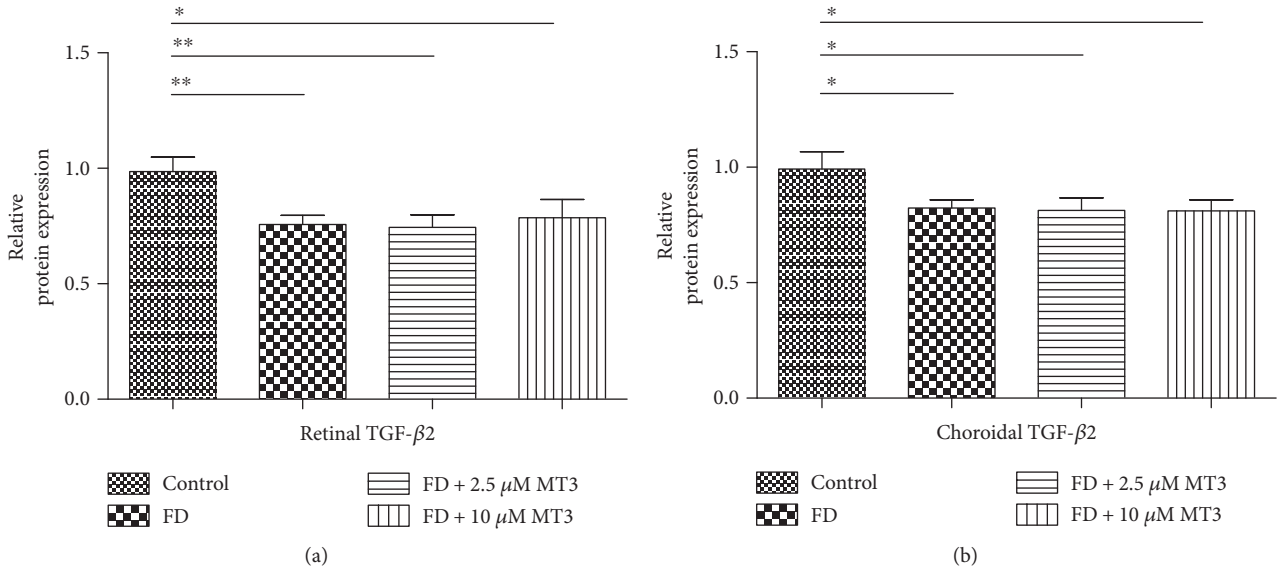 *
**
**
1.5
1.0
0.5
0.0
Relative
protein expression
Retinal TGF-β2
Control
FD
FD + 2.5 μM MT3
FD + 10 μM MT3
(a)
*
*
*
1.5
1.0
0.5
0.0
Relative
protein expression
Choroidal TGF-β2
Control
FD
FD + 2.5 μM MT3
FD + 10 μM MT3
(b)